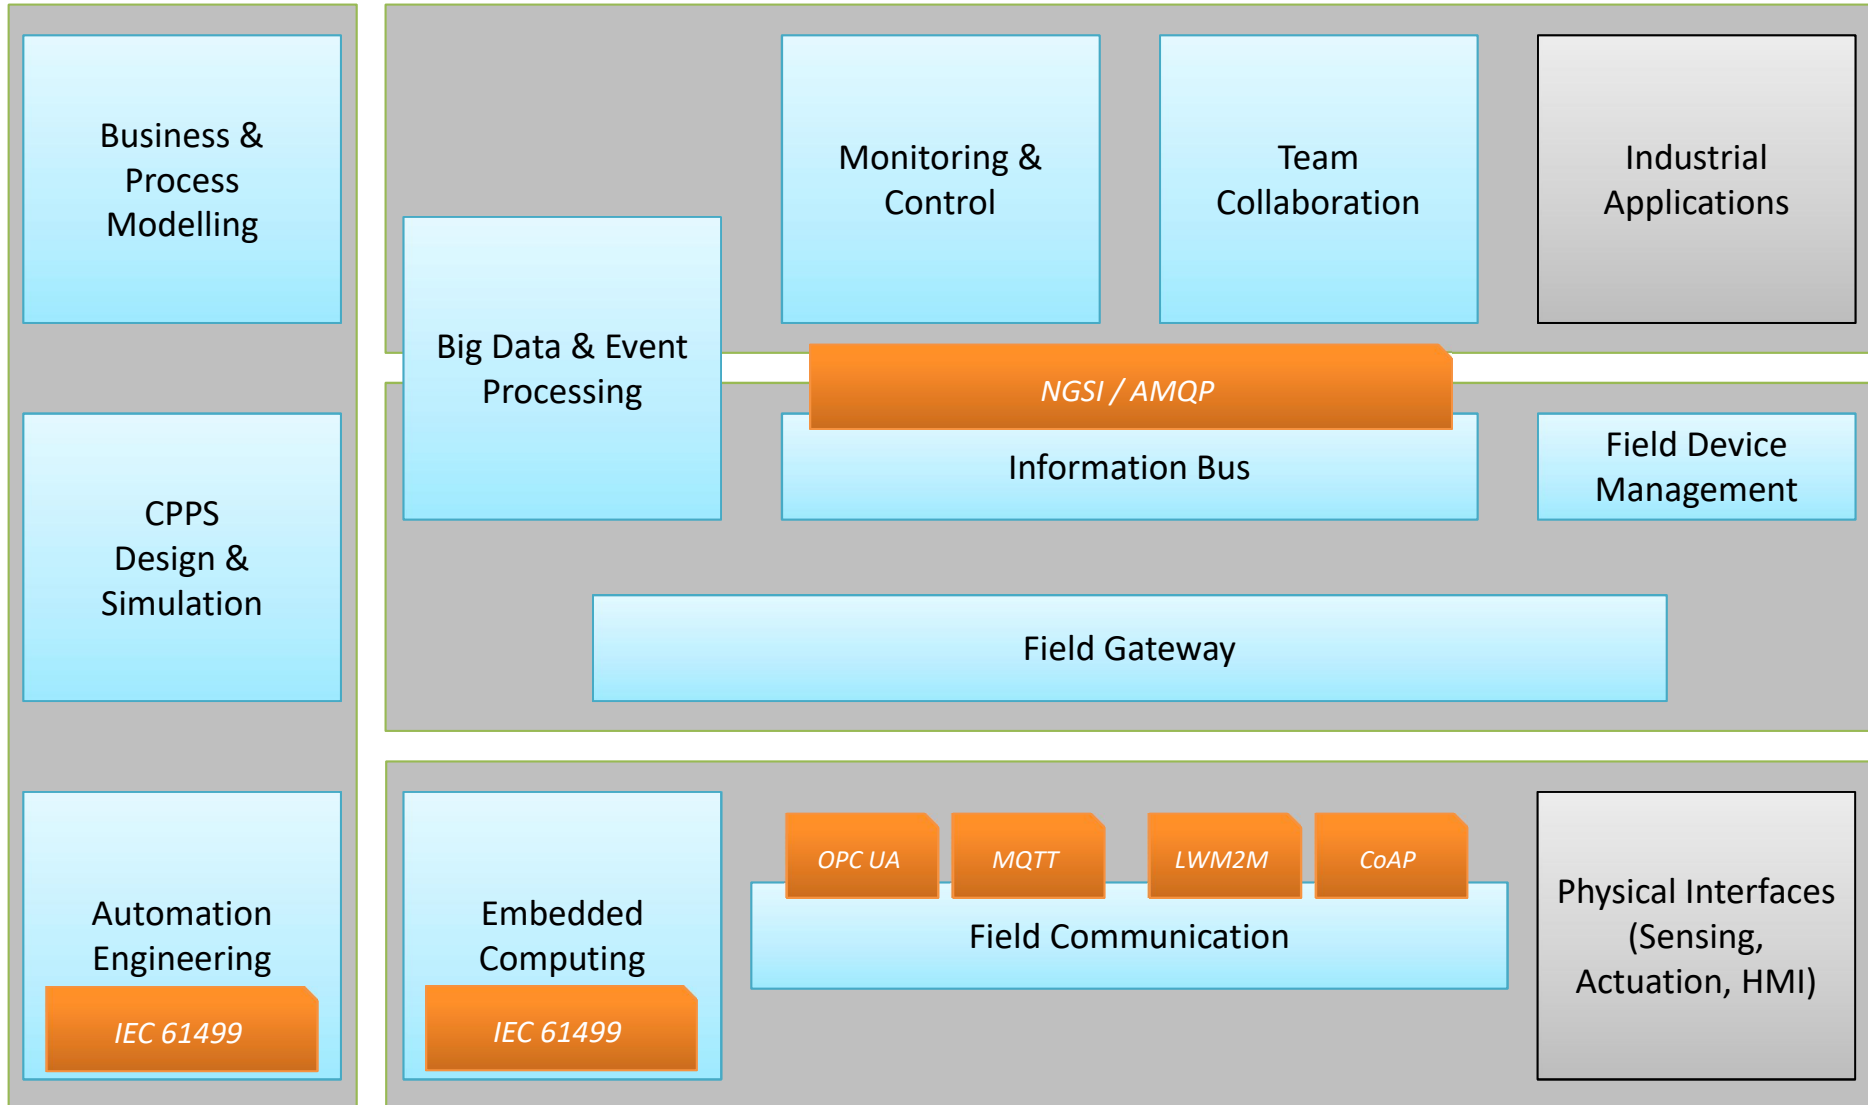 Business &
Process
Modelling
Monitoring &
Control
Team
Collaboration
Industrial
Applications
Big Data & Event
Processing
NGSI / AMQP
Information Bus
Field Device
Management
CPPS
Design &
Simulation
Field Gateway
Automation
Engineering
IEC 61499
Embedded
Computing
IEC 61499
OPC UA
MQTT
LWM2M
CoAP
Field Communication
Physical Interfaces
(Sensing,
Actuation, HMI)